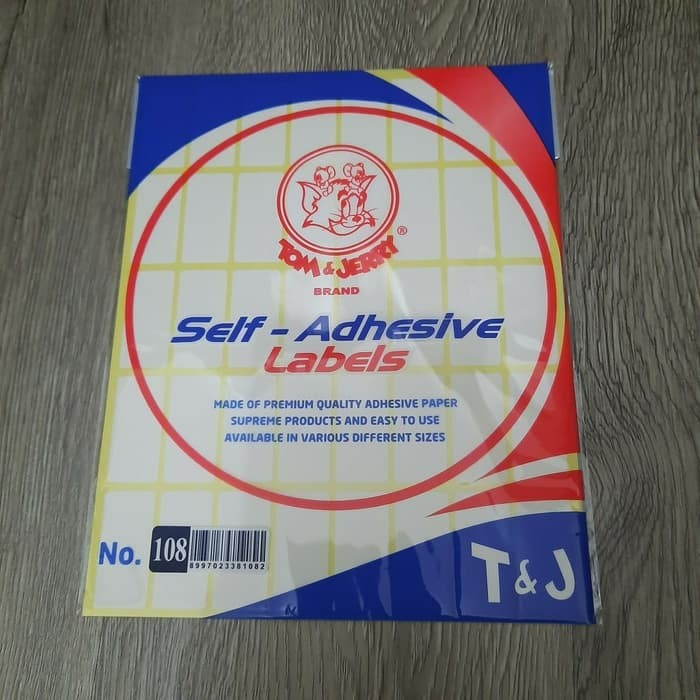 TOM & JERRY ®
BRAND
Self - Adhesive
Labels
MADE OF PREMIUM QUALITY ADHESIVE PAPER
SUPREME PRODUCTS AND EASY TO USE
AVAILABLE IN VARIOUS DIFFERENT SIZES
No. 108
8997023381082
T & J